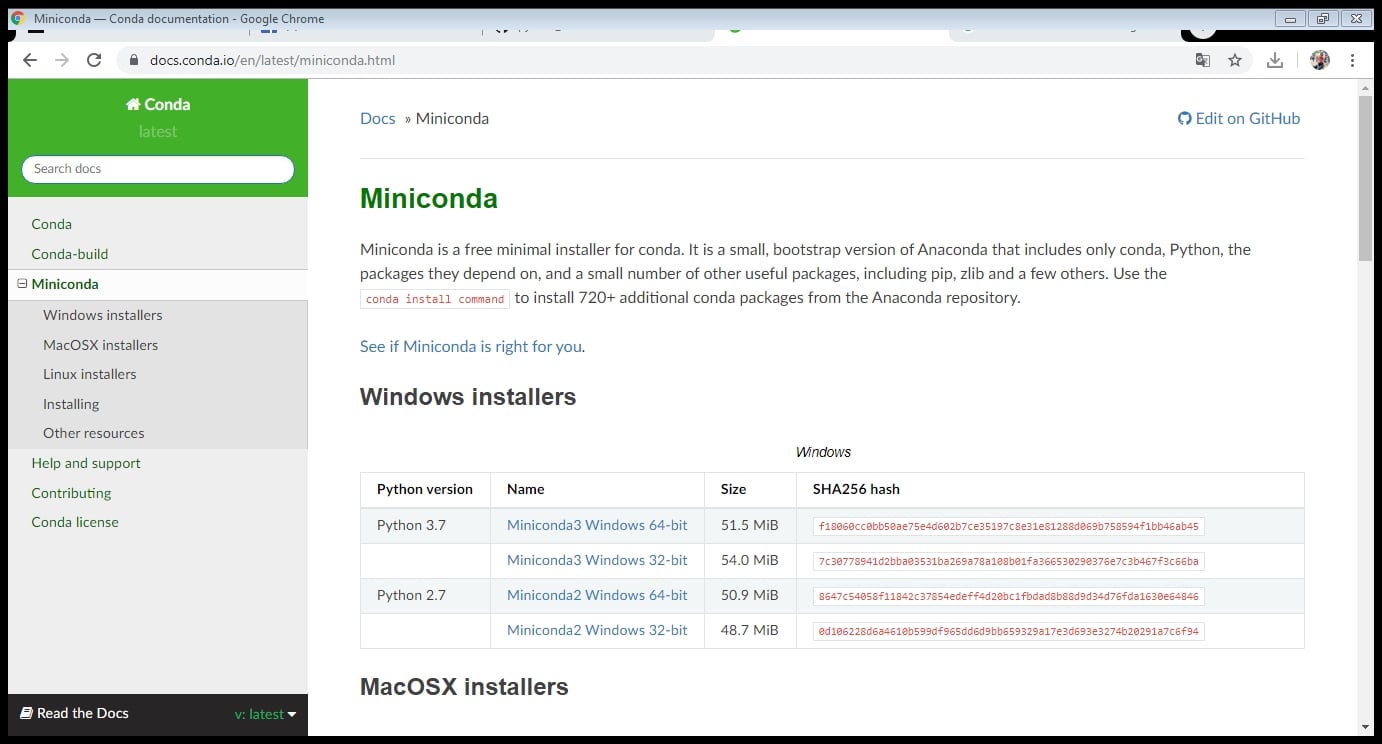 Miniconda — Conda documentation - Google Chrome
docs.conda.io/en/latest/miniconda.html
Conda
latest
Search docs
Conda
Conda-build
Miniconda
Windows installers
MacOSX installers
Linux installers
Installing
Other resources
Help and support
Contributing
Conda license
Read the Docs
v: latest
Docs » Miniconda
Edit on GitHub
Miniconda
Miniconda is a free minimal installer for conda. It is a small, bootstrap version of Anaconda that includes only conda, Python, the
packages they depend on, and a small number of other useful packages, including pip, zlib and a few others. Use the
conda install command to install 720+ additional conda packages from the Anaconda repository.
See if Miniconda is right for you.
Windows installers
Windows
Python version Name Size SHA256 hash
Python 3.7 Miniconda3 Windows 64-bit 51.5 MiB f18060cc0bb50ae75e4d602b7ce35197c8e31e81288d069b758594f1bb46ab45
Miniconda3 Windows 32-bit 54.0 MiB 7c30778941d2bba03531ba269a78a108b01fa366530290376e7c3b467f3c66ba
Python 2.7 Miniconda2 Windows 64-bit 50.9 MiB 8647c54058f11842c37854edeff4d20bc1fbdad8b88d9d34d76fda1630e64846
Miniconda2 Windows 32-bit 48.7 MiB 0d106228d6a4610b599df965dd6d9bb659329a17e3d693e3274b20291a7c6f94
MacOSX installers